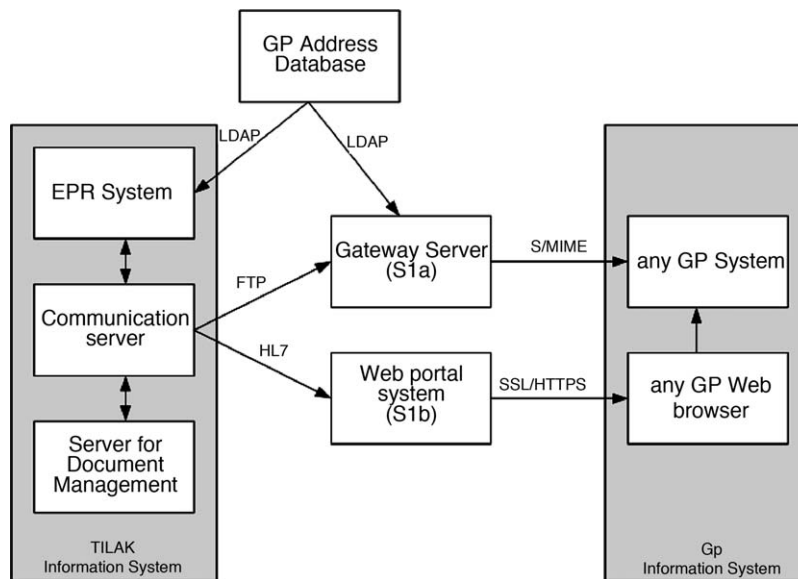 GP Address
Database
LDAP
LDAP
EPR System
Gateway Server
(S1a)
S/MIME
any GP System
FTP
Communication
server
HL7
Web portal
system
(S1b)
SSL/HTTPS
any GP Web
browser
Server for
Document
Management
TILAK
Information System
Gp
Information System